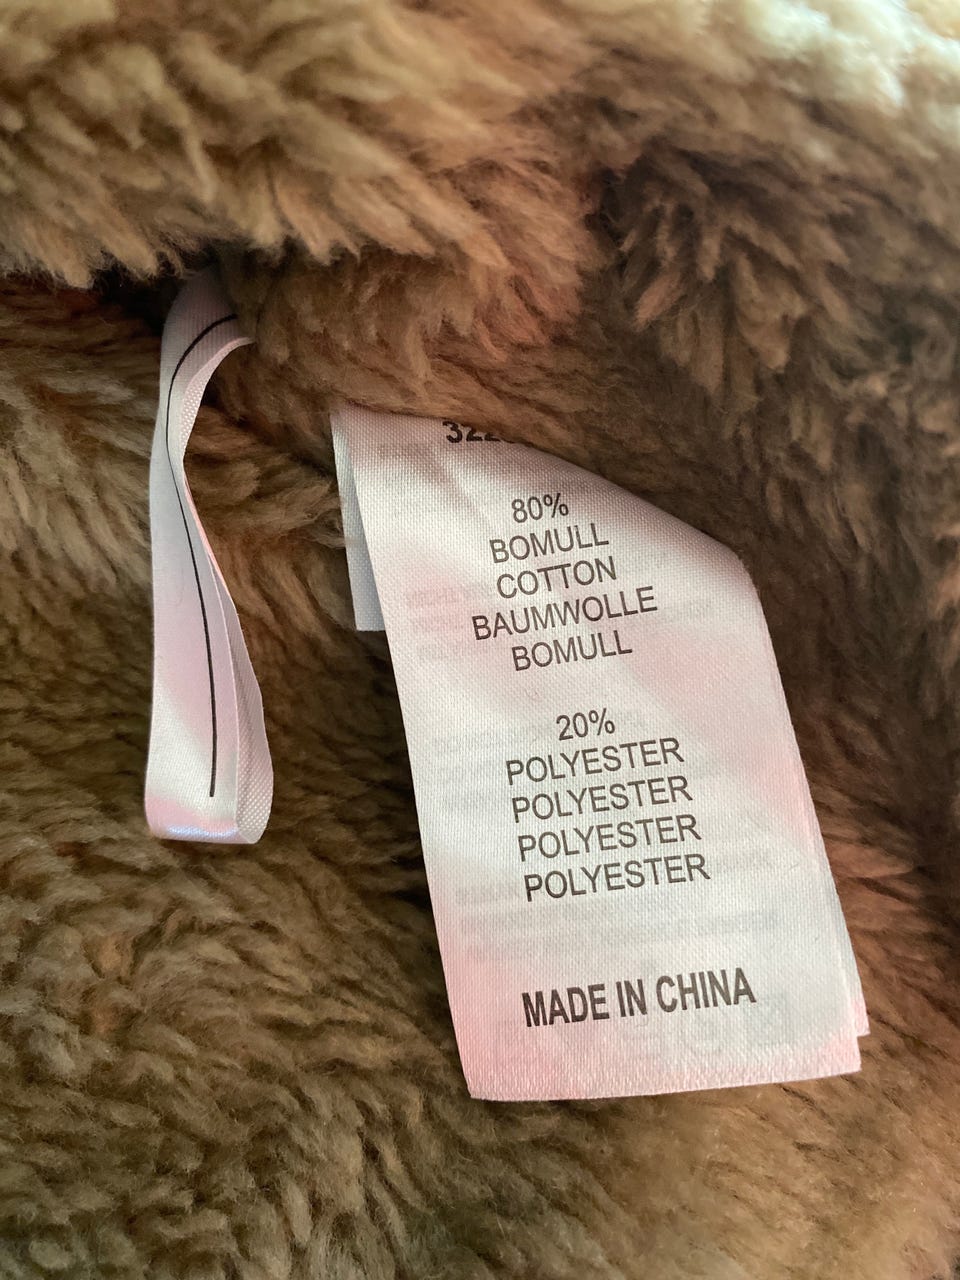 80%
BOMULL
COTTON
BAUMWOLLE
BOMULL
20%
POLYESTER
POLYESTER
POLYESTER
POLYESTER
MADE IN CHINA